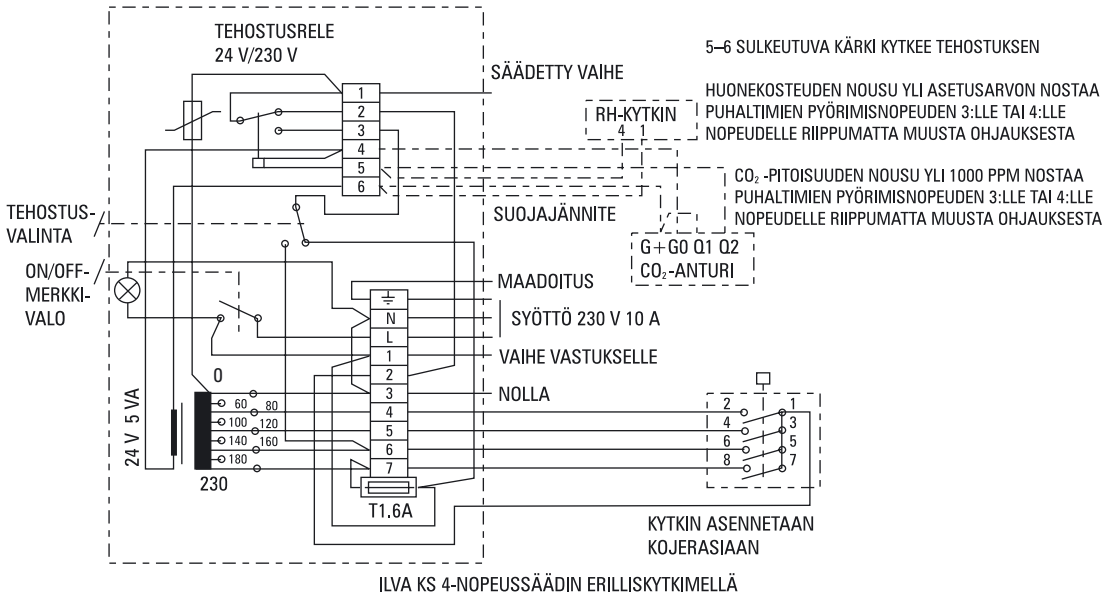 TEHOSTUSRELE
24 V/230 V
5–6 SULKEUTUVA KÄRKI KYTKEE TEHOSTUKSEN
SÄÄDETTY VAIHE
HUONEKOSTEUDEN NOUSU YLI ASETUSARVON NOSTAA
PUHALTIMIEN PYÖRIMISNOPEUDEN 3:LLE TAI 4:LLE
NOPEUDELLE RIIPPUMATTA MUUSTA OHJAUKSESTA
RH-KYTKIN
4 1
1
2
3
4
5
6
CO₂ -PITOISUUDEN NOUSU YLI 1000 PPM NOSTAA
PUHALTIMIEN PYÖRIMISNOPEUDEN 3:LLE TAI 4:LLE
NOPEUDELLE RIIPPUMATTA MUUSTA OHJAUKSESTA
SUOJAJÄNNITE
TEHOSTUS-
VALINTA
G+G0 Q1 Q2
CO₂-ANTURI
ON/OFF-
MERKKI-
VALO
MAADOITUS
SYÖTTÖ 230 V 10 A
VAIHE VASTUKSELLE
NOLLA
N
L
1
2
3
4
5
6
7
T1.6A
24 V 5 VA
0
60 80
100 120
140 160
180
230
2 1
4 3
6 5
8 7
KYTKIN ASENNETAAN
KOJERASIAAN
ILVA KS 4-NOPEUSSÄÄDIN ERILLISKYTKIMELLÄ